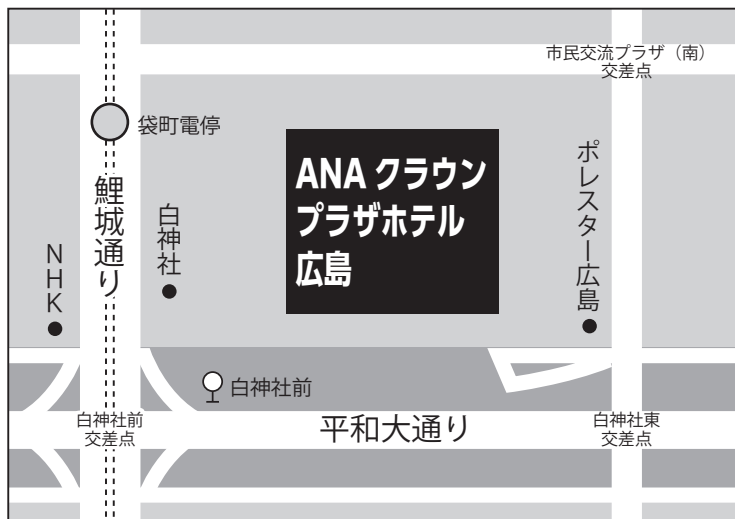 市民交流プラザ（南）
交差点
袋町電停
ANA クラウン
プラザホテル
広島
ポレスター広島
鯉城通り
白神社
NHK
白神社前
白神社前
交差点
平和大通り
白神社東
交差点